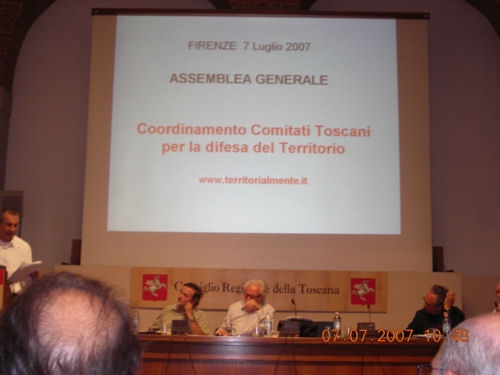 FIRENZE 7 Luglio 2007
ASSEMBLEA GENERALE
Coordinamento Comitati Toscani
per la difesa del Territorio
www.territorialmente.it
Consiglio Regionale della Toscana
07.07.2007 10:48